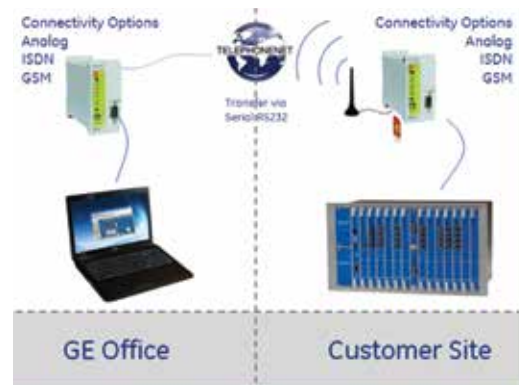 Connectivity Options
Analog
ISDN
GSM
TELEPHONENET
Transfer via
Serial RS232
Connectivity Options
Analog
ISDN
GSM
GE Office
Customer Site